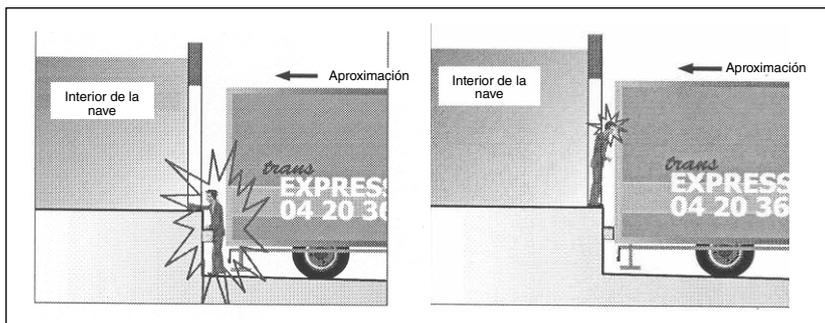 Interior de la
nave
Aproximación
trans
EXPRESS
04 20 36
Interior de la
nave
Aproximación
trans
EXPRESS
04 20 36